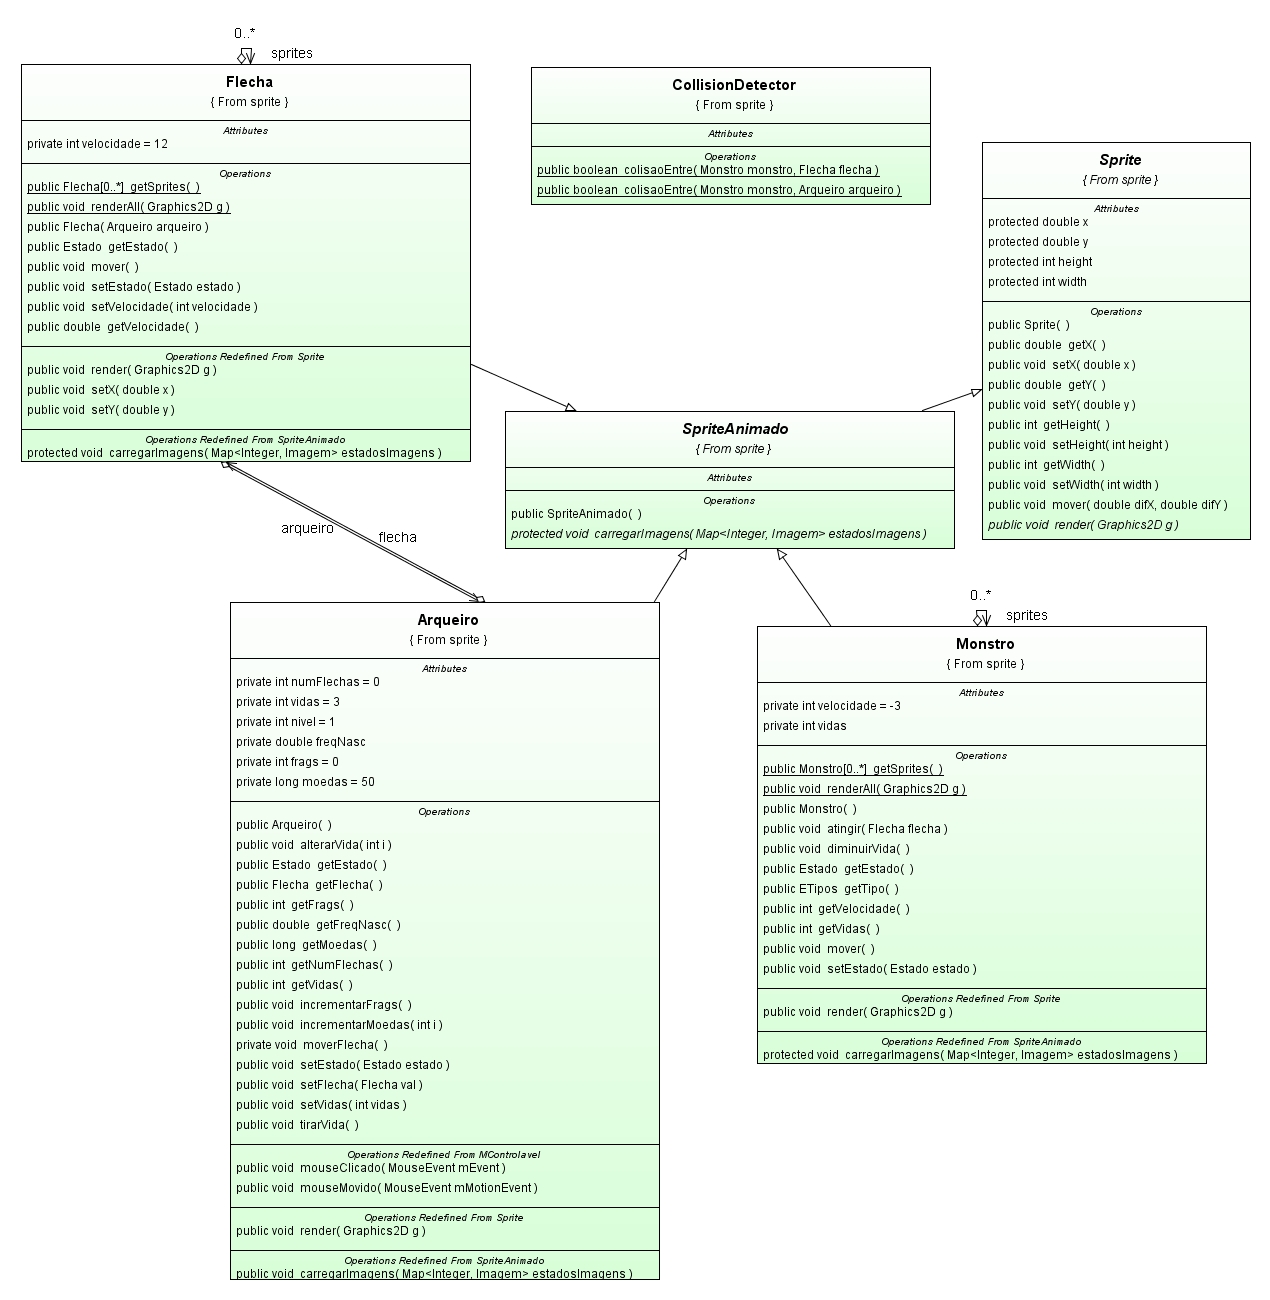 0..*
sprites
Flecha
{ From sprite }
Attributes
private int velocidade = 12
Operations
public Flecha[0..*] getSprites( )
public void renderAll( Graphics2D g )
public Flecha( Arqueiro arqueiro )
public Estado getEstado( )
public void mover( )
public void setEstado( Estado estado )
public void setVelocidade( int velocidade )
public double getVelocidade( )
Operations Redefined From Sprite
public void render( Graphics2D g )
public void setX( double x )
public void setY( double y )
Operations Redefined From SpriteAnimado
protected void carregarImagens( Map<Integer, Imagem> estadosImagens )
CollisionDetector
{ From sprite }
Attributes
Operations
public boolean colisaoEntre( Monstro monstro, Flecha flecha )
public boolean colisaoEntre( Monstro monstro, Arqueiro arqueiro )
Sprite
{ From sprite }
Attributes
protected double x
protected double y
protected int height
protected int width
Operations
public Sprite( )
public double getX( )
public void setX( double x )
public double getY( )
public void setY( double y )
public int getHeight( )
public void setHeight( int height )
public int getWidth( )
public void setWidth( int width )
public void mover( double difX, double difY )
public void render( Graphics2D g )
SpriteAnimado
{ From sprite }
Attributes
Operations
public SpriteAnimado( )
protected void carregarImagens( Map<Integer, Imagem> estadosImagens )
arqueiro
flecha
Arqueiro
{ From sprite }
Attributes
private int numFlechas = 0
private int vidas = 3
private int nivel = 1
private double freqNasc
private int frags = 0
private long moedas = 50
Operations
public Arqueiro( )
public void alterarVida( int i )
public Estado getEstado( )
public Flecha getFlecha( )
public int getFrags( )
public double getFreqNasc( )
public long getMoedas( )
public int getNumFlechas( )
public int getVidas( )
public void incrementarFrags( )
public void incrementarMoedas( int i )
private void moverFlecha( )
public void setEstado( Estado estado )
public void setFlecha( Flecha val )
public void setVidas( int vidas )
public void tirarVida( )
Operations Redefined From MControlavel
public void mouseClicado( MouseEvent mEvent )
public void mouseMovido( MouseEvent mMotionEvent )
Operations Redefined From Sprite
public void render( Graphics2D g )
Operations Redefined From SpriteAnimado
public void carregarImagens( Map<Integer, Imagem> estadosImagens )
0..*
sprites
Monstro
{ From sprite }
Attributes
private int velocidade = -3
private int vidas
Operations
public Monstro[0..*] getSprites( )
public void renderAll( Graphics2D g )
public Monstro( )
public void atingir( Flecha flecha )
public void diminuirVida( )
public Estado getEstado( )
public ETipos getTipo( )
public int getVelocidade( )
public int getVidas( )
public void mover( )
public void setEstado( Estado estado )
Operations Redefined From Sprite
public void render( Graphics2D g )
Operations Redefined From SpriteAnimado
protected void carregarImagens( Map<Integer, Imagem> estadosImagens )